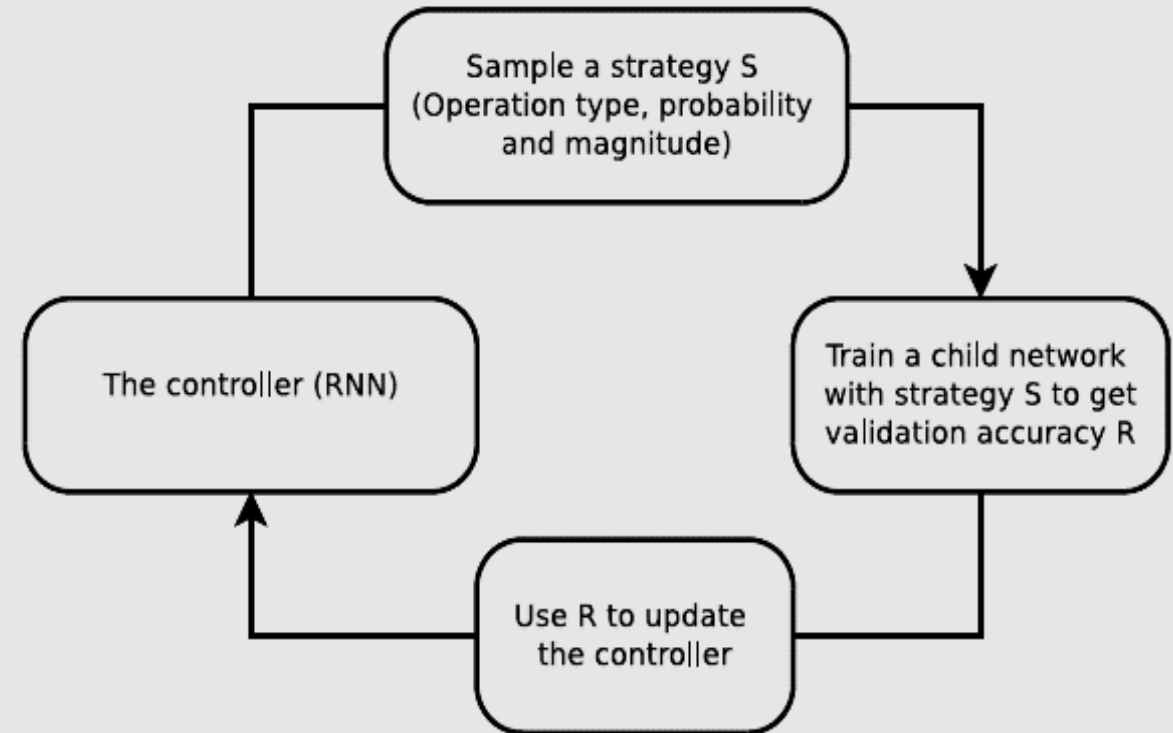 Sample a strategy S
(Operation type, probability
and magnitude)
The controller (RNN)
Train a child network
with strategy S to get
validation accuracy R
Use R to update
the controller